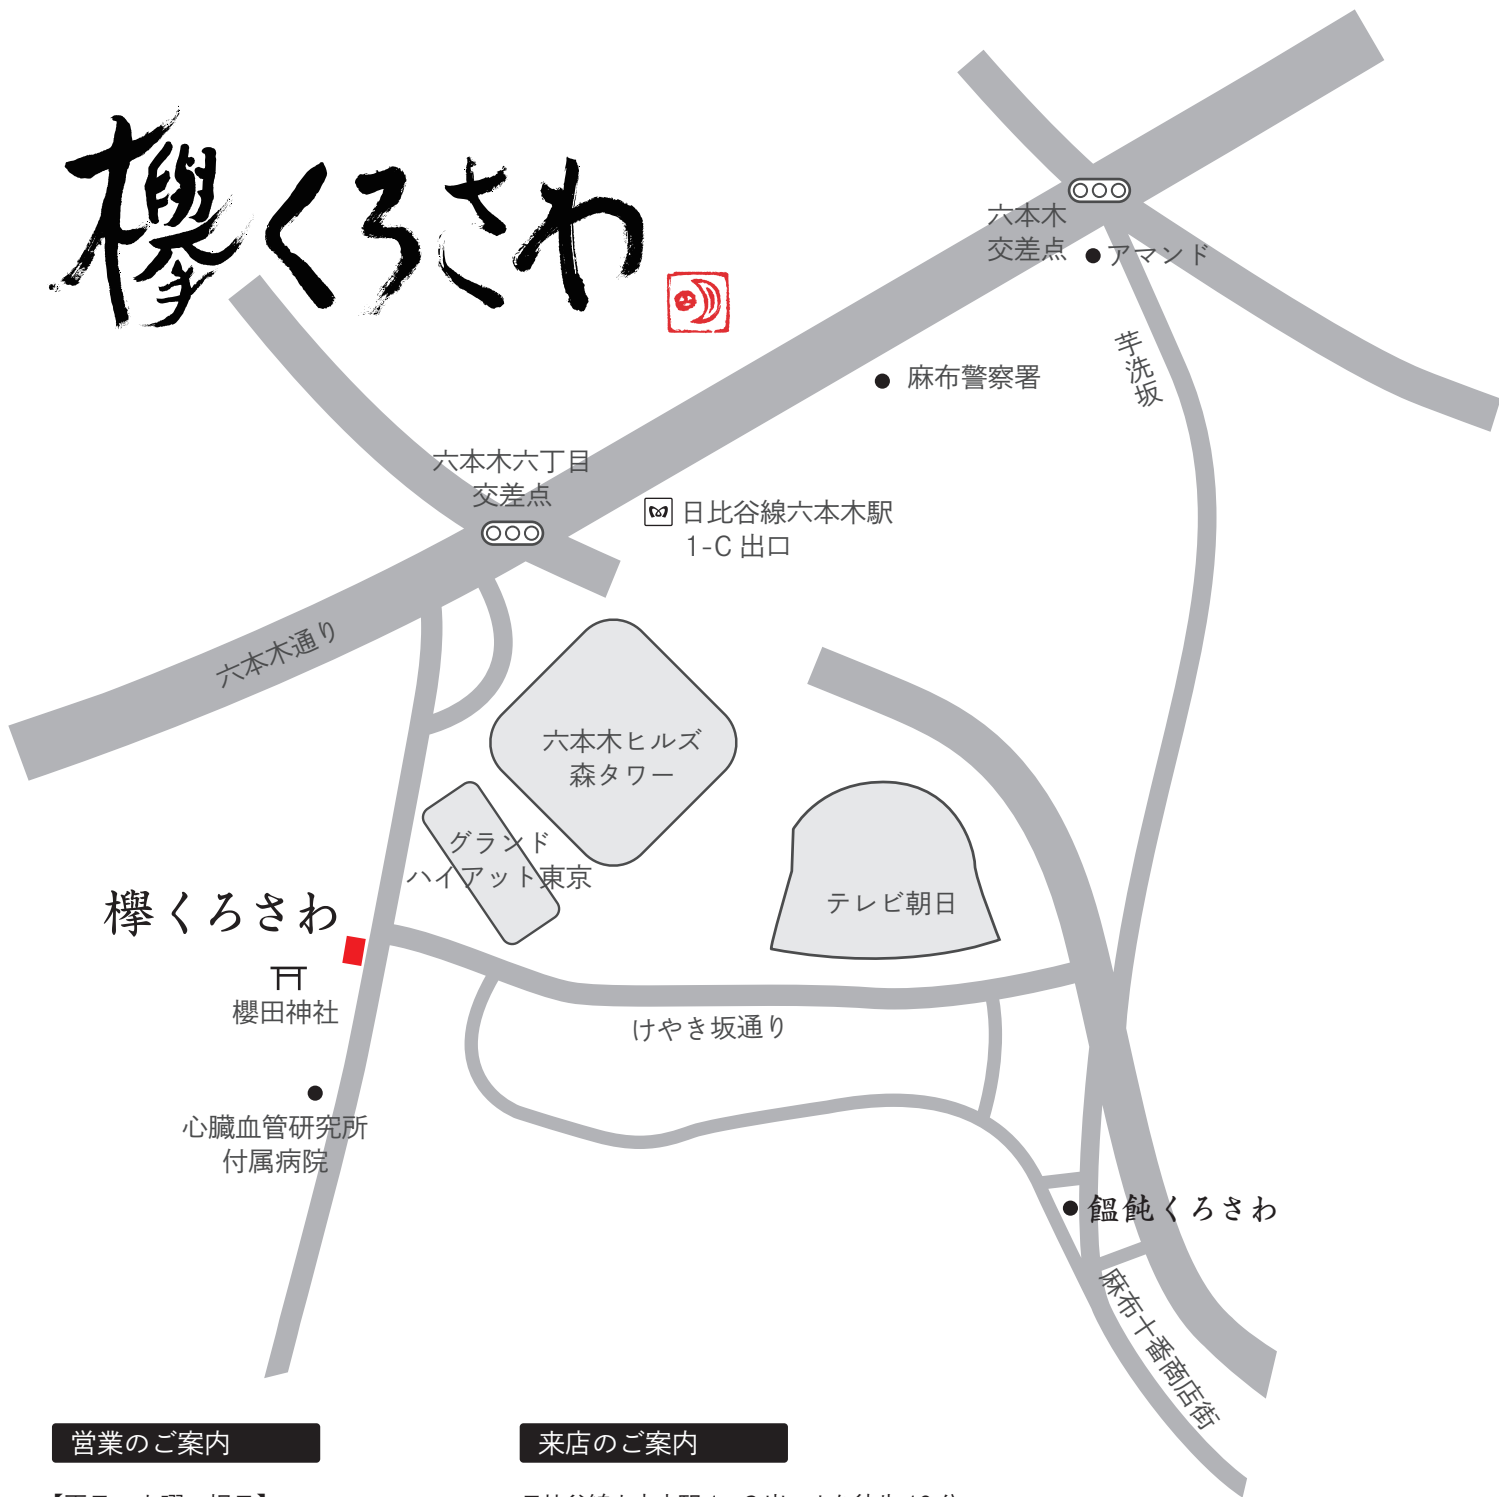 欅くろさわ
六本木
交差点
アマンド
芋洗坂
麻布警察署
六本木六丁目
交差点
日比谷線六本木駅
1-C 出口
六本木通り
六本木ヒルズ
森タワー
グランド
ハイアット東京
テレビ朝日
欅くろさわ
櫻田神社
けやき坂通り
心臓血管研究所
付属病院
饂飩くろさわ
麻布十番商店街
営業のご案内
来店のご案内